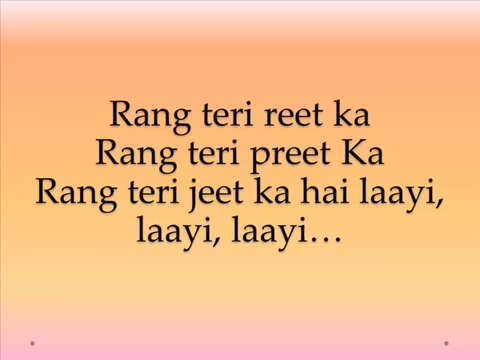 Rang teri reet ka
Rang teri preet Ka
Rang teri jeet ka hai laayi,
laayi, laayi…